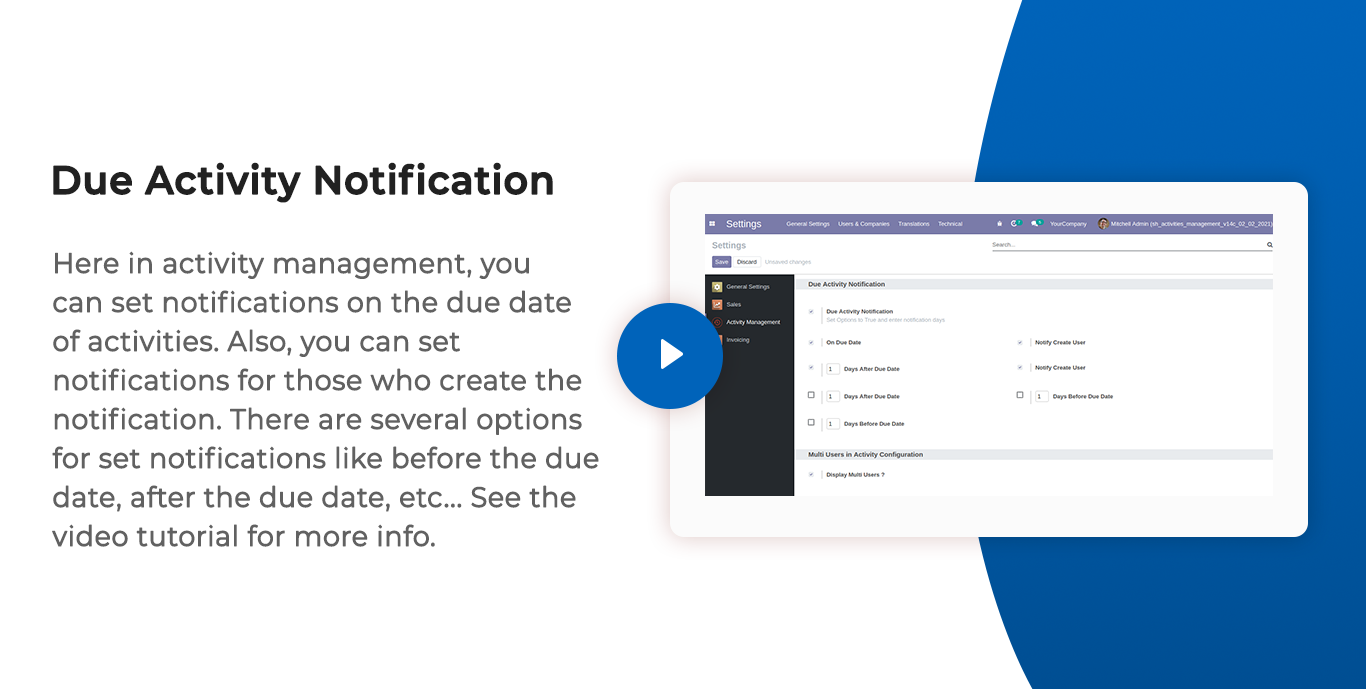 Due Activity Notification
Here in activity management, you
can set notifications on the due date
of activities. Also, you can set
notifications for those who create the
notification. There are several options
for set notifications like before the due
date, after the due date, etc... See the
video tutorial for more info.
Settings General Settings Users & Companies Translations Technical YourCompany Mitchell Admin (sh_activities_management_v14c_02_02_2021)
Settings Search...
Save Discard Unsaved changes
General Settings
Sales
Activity Management
Invoicing
Due Activity Notification
Due Activity Notification
Set Options to True and enter notification days
On Due Date Notify Create User
1 Days After Due Date Notify Create User
1 Days After Due Date 1 Days Before Due Date
1 Days Before Due Date
Multi Users in Activity Configuration
Display Multi Users ?